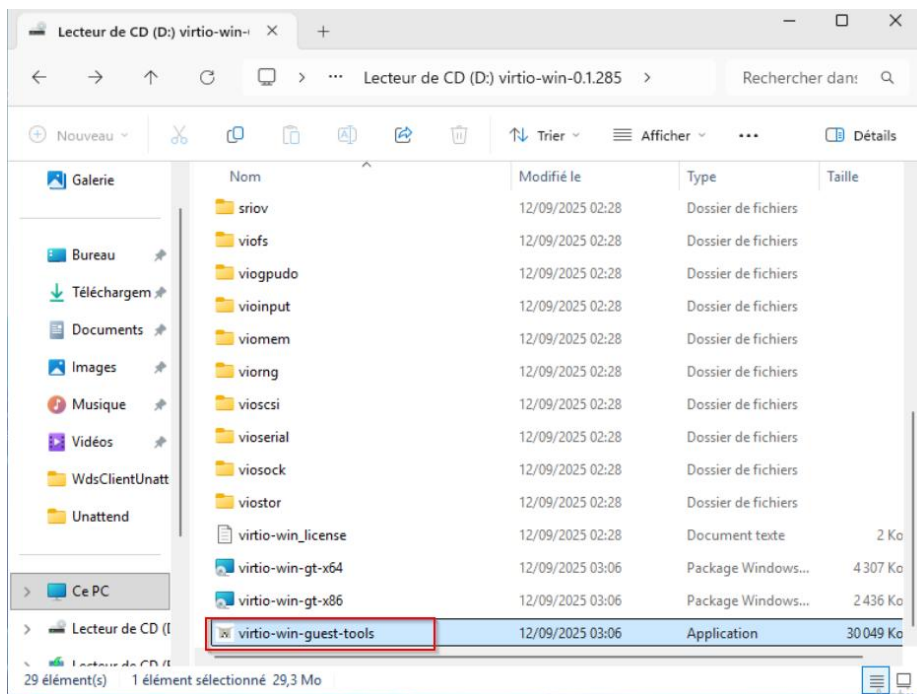 Lecteur de CD (D:) virtio-win-
Lecteur de CD (D:) virtio-win-0.1.285
Rechercher dans
Nouveau
Trier
Afficher
Détails
Galerie
Bureau
Téléchargem
Documents
Images
Musique
Vidéos
WdsClientUnatt
Unattend
Ce PC
Lecteur de CD (
Nom Modifié le Type Taille
sriov 12/09/2025 02:28 Dossier de fichiers
viofs 12/09/2025 02:28 Dossier de fichiers
viogpudo 12/09/2025 02:28 Dossier de fichiers
vioinput 12/09/2025 02:28 Dossier de fichiers
viomem 12/09/2025 02:28 Dossier de fichiers
viorng 12/09/2025 02:28 Dossier de fichiers
vioscsi 12/09/2025 02:28 Dossier de fichiers
vioserial 12/09/2025 02:28 Dossier de fichiers
viosock 12/09/2025 02:28 Dossier de fichiers
viostor 12/09/2025 02:28 Dossier de fichiers
virtio-win_license 12/09/2025 02:28 Document texte 2 Ko
virtio-win-gt-x64 12/09/2025 03:06 Package Windows... 4 307 Ko
virtio-win-gt-x86 12/09/2025 03:06 Package Windows... 2 436 Ko
virtio-win-guest-tools 12/09/2025 03:06 Application 30 049 Ko
29 élément(s) 1 élément sélectionné 29,3 Mo